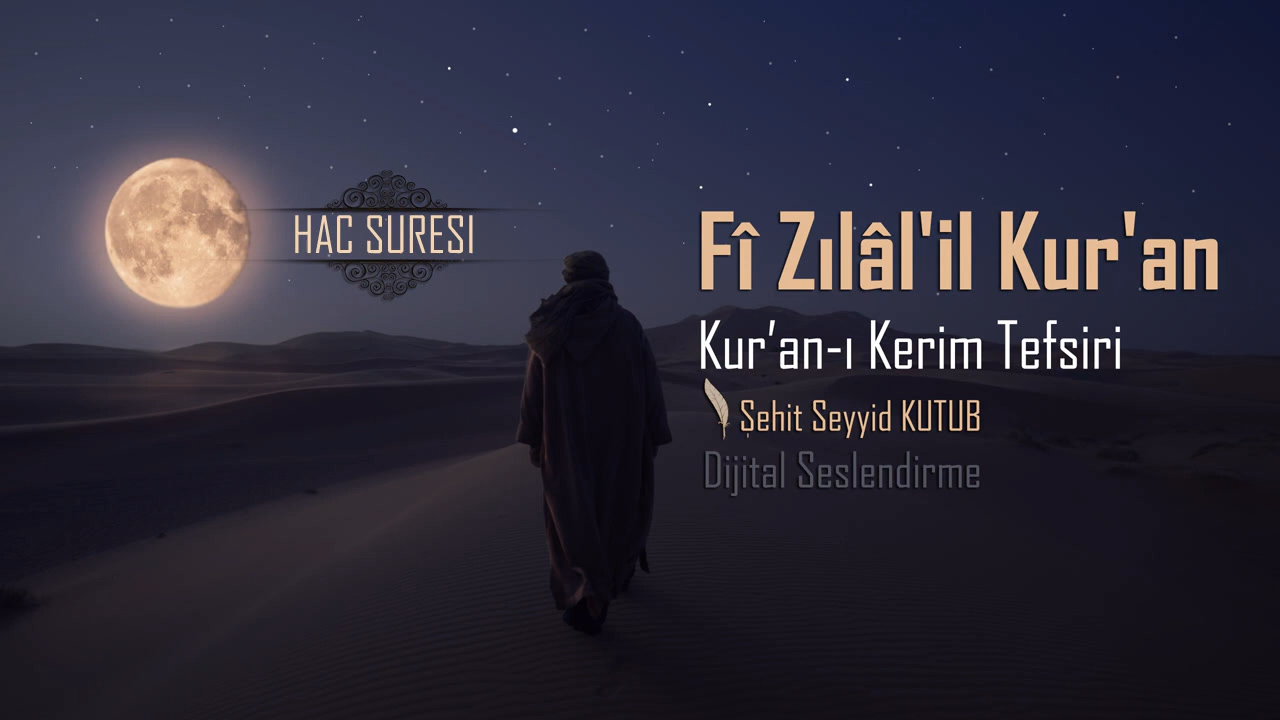 HAC SURESI
Fî Zılâl'il Kur'an
Kur'an-ı Kerim Tefsiri
Şehit Seyyid KUTUB
Dijital Seslendirme